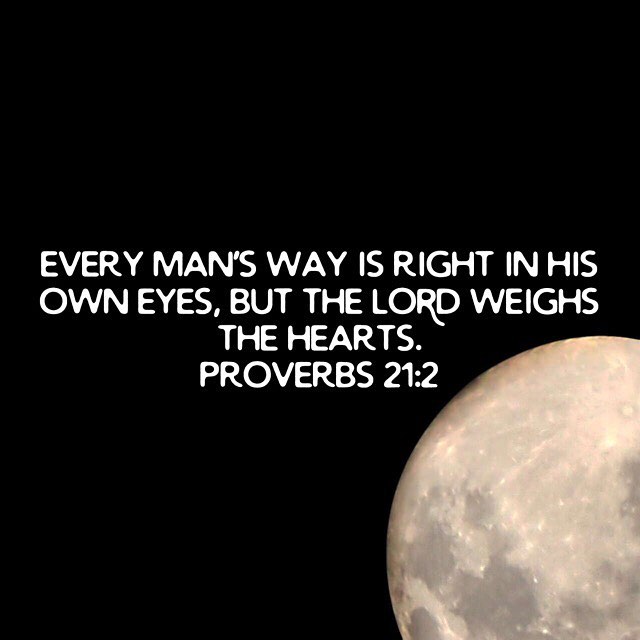 EVERY MAN'S WAY IS RIGHT IN HIS
OWN EYES, BUT THE LORD WEIGHS
THE HEARTS.
PROVERBS 21:2